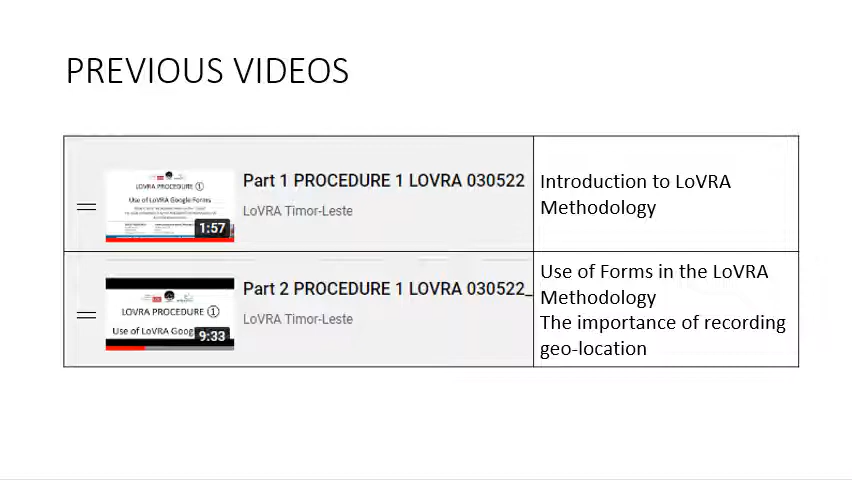 PREVIOUS VIDEOS
LOVRA PROCEDURE ①
Use of LoVRA Google Forms
1:57
Part 1 PROCEDURE 1 LOVRA 030522
LoVRA Timor-Leste
Introduction to LoVRA
Methodology
LOVRA PROCEDURE ①
Use of LoVRA Goog
9:33
Part 2 PROCEDURE 1 LOVRA 030522_
LoVRA Timor-Leste
Use of Forms in the LoVRA
Methodology
The importance of recording
geo-location